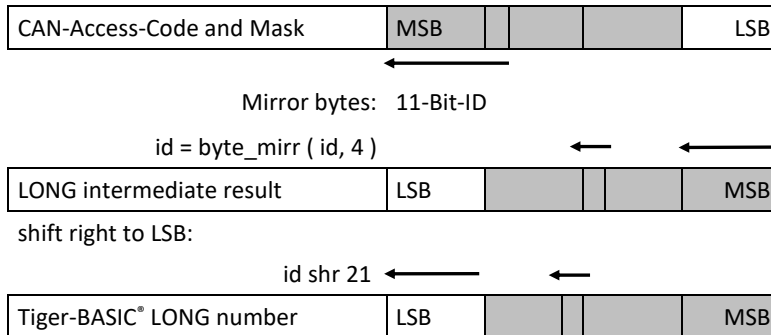 CAN-Access-Code and Mask MSB LSB
Mirror bytes: 11-Bit-ID
id = byte_mirr ( id, 4 )
LONG intermediate result LSB MSB
shift right to LSB:
id shr 21
Tiger-BASIC® LONG number LSB MSB